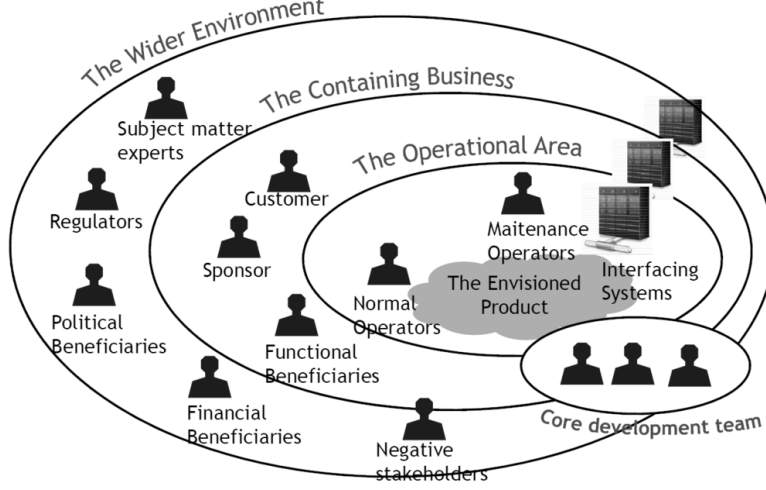 The Wider Environment
The Containing Business
The Operational Area
Subject matter
experts
Regulators
Political
Beneficiaries
Financial
Beneficiaries
Negative
stakeholders
Customer
Sponsor
Functional
Beneficiaries
Maitenance
Operators
Normal
Operators
The Envisioned
Product
Interfacing
Systems
Core development team